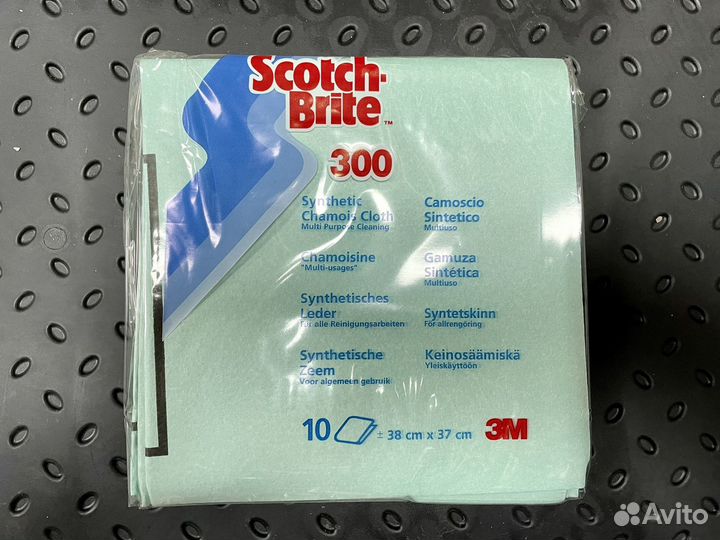 Scotch-
Brite™
300
Synthetic
Chamois Cloth
Multi Purpose Cleaning
Camoscio
Sintetico
Multiuso
Chamoisine
"Multi-usages"
Gamuza
Sintética
Multiuso
Synthetisches
Leder
Für alle Reinigungsarbeiten
Syntetskinn
För allrengöring
Synthetische
Zeem
Voor algemeen gebruik
Keinosäämiskä
Yleiskäyttöön
10 ± 38 cm x 37 cm 3M
Avito